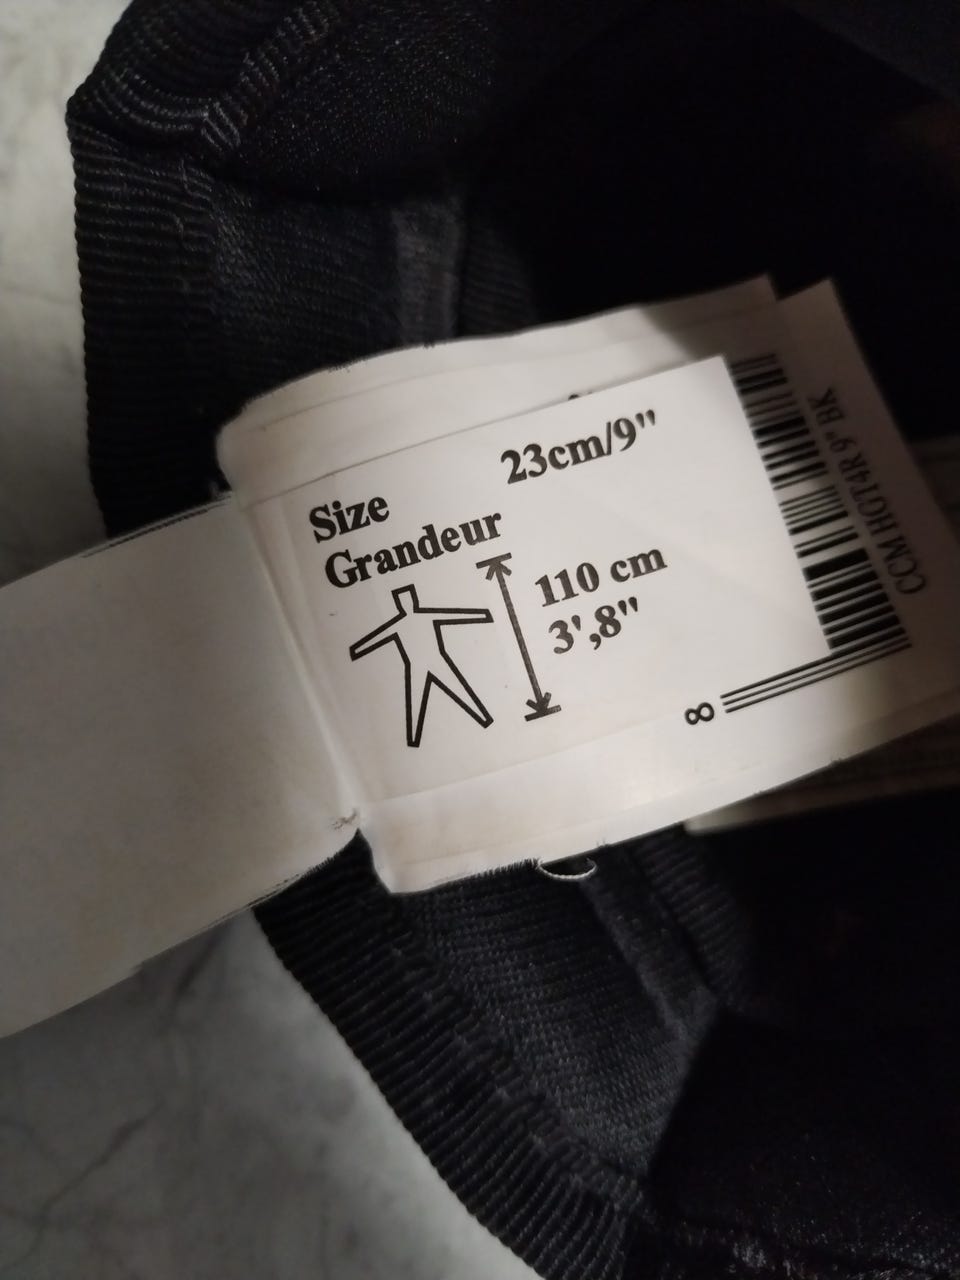 23cm/9"
Size
Grandeur
110 cm
3',8"
CCM HGT4R 9" BK
8